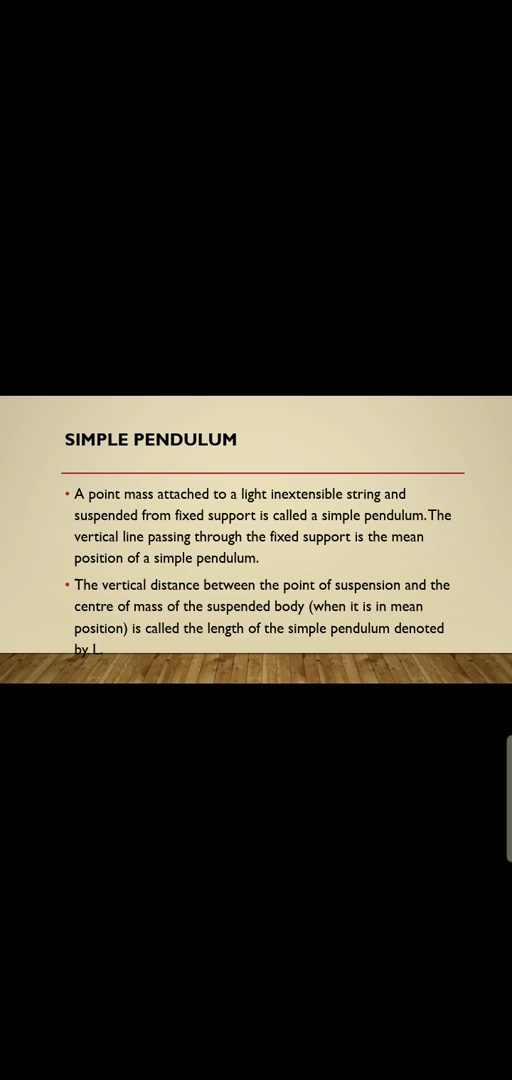 SIMPLE PENDULUM
• A point mass attached to a light inextensible string and
suspended from fixed support is called a simple pendulum.The
vertical line passing through the fixed support is the mean
position of a simple pendulum.
• The vertical distance between the point of suspension and the
centre of mass of the suspended body (when it is in mean
position) is called the length of the simple pendulum denoted
by L.